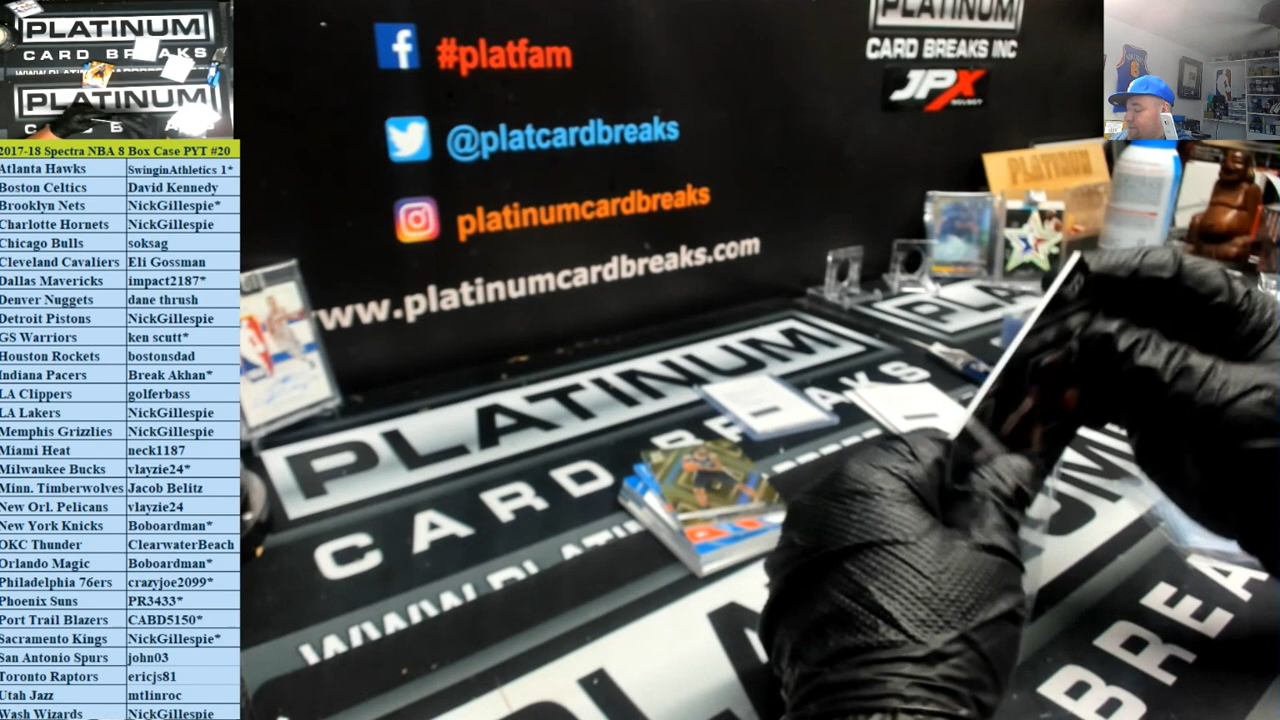 PLATINUM
CARD BREAKS
PLATINUM
2017-18 Spectra NBA 8 Box Case PYT #20
Atlanta Hawks SwinginAthletics 1*
Boston Celtics David Kennedy
Brooklyn Nets NickGillespie*
Charlotte Hornets NickGillespie
Chicago Bulls soksag
Cleveland Cavaliers Eli Gossman
Dallas Mavericks impact2187*
Denver Nuggets dane thrush
Detroit Pistons NickGillespie
GS Warriors ken scutt*
Houston Rockets bostonsdad
Indiana Pacers Break Akhan*
LA Clippers golferbass
LA Lakers NickGillespie
Memphis Grizzlies NickGillespie
Miami Heat neck1187
Milwaukee Bucks vlayzie24*
Minn. Timberwolves Jacob Belitz
New Orl. Pelicans vlayzie24
New York Knicks Boboardman*
OKC Thunder ClearwaterBeach
Orlando Magic Boboardman*
Philadelphia 76ers crazyjoe2099*
Phoenix Suns PR3433*
Port Trail Blazers CABD5150*
Sacramento Kings NickGillespie*
San Antonio Spurs john03
Toronto Raptors ericjs81
Utah Jazz mtlinroc
Wash Wizards NickGillespie
#platfam
@platcardbreaks
platinumcardbreaks
www.platinumcardbreaks.com
PLATINUM
CARD BREAKS INC
JPX
PLATINUM
PLATINUM
CARD BREAKS
BREA